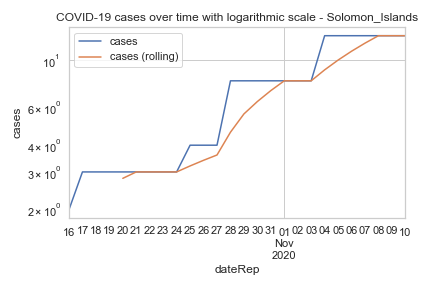 COVID-19 cases over time with logarithmic scale - Solomon_Islands
cases
cases (rolling)
10¹
6 × 10⁰
4 × 10⁰
3 × 10⁰
2 × 10⁰
cases
16 17 18 19 20 21 22 23 24 25 26 27 28 29 30 31 01 02 03 04 05 06 07 08 09 10
Nov
2020
dateRep